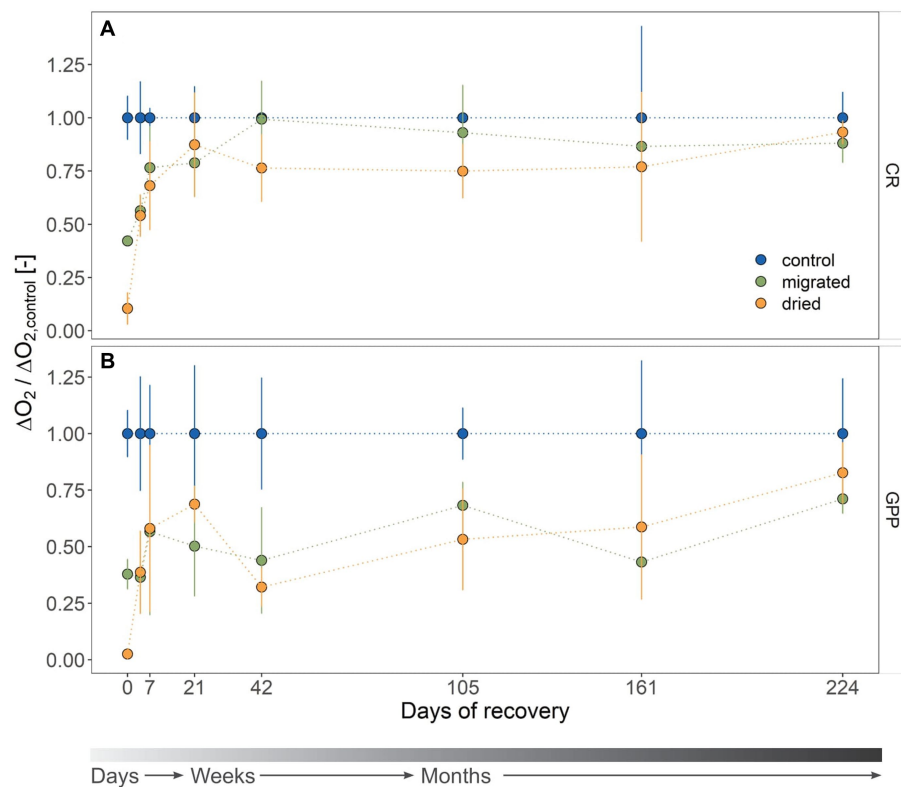 A
1.25
1.00
0.75
0.50
0.25
0.00
CR
control
migrated
dried
ΔO2 / ΔO2,control [-]
B
1.25
1.00
0.75
0.50
0.25
0.00
GPP
0 7 21 42 105 161 224
Days of recovery
Days Weeks Months